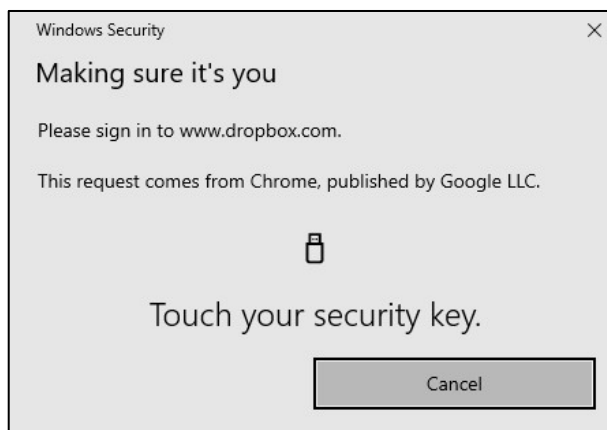 Windows Security
Making sure it's you
Please sign in to www.dropbox.com.
This request comes from Chrome, published by Google LLC.
Touch your security key.
Cancel